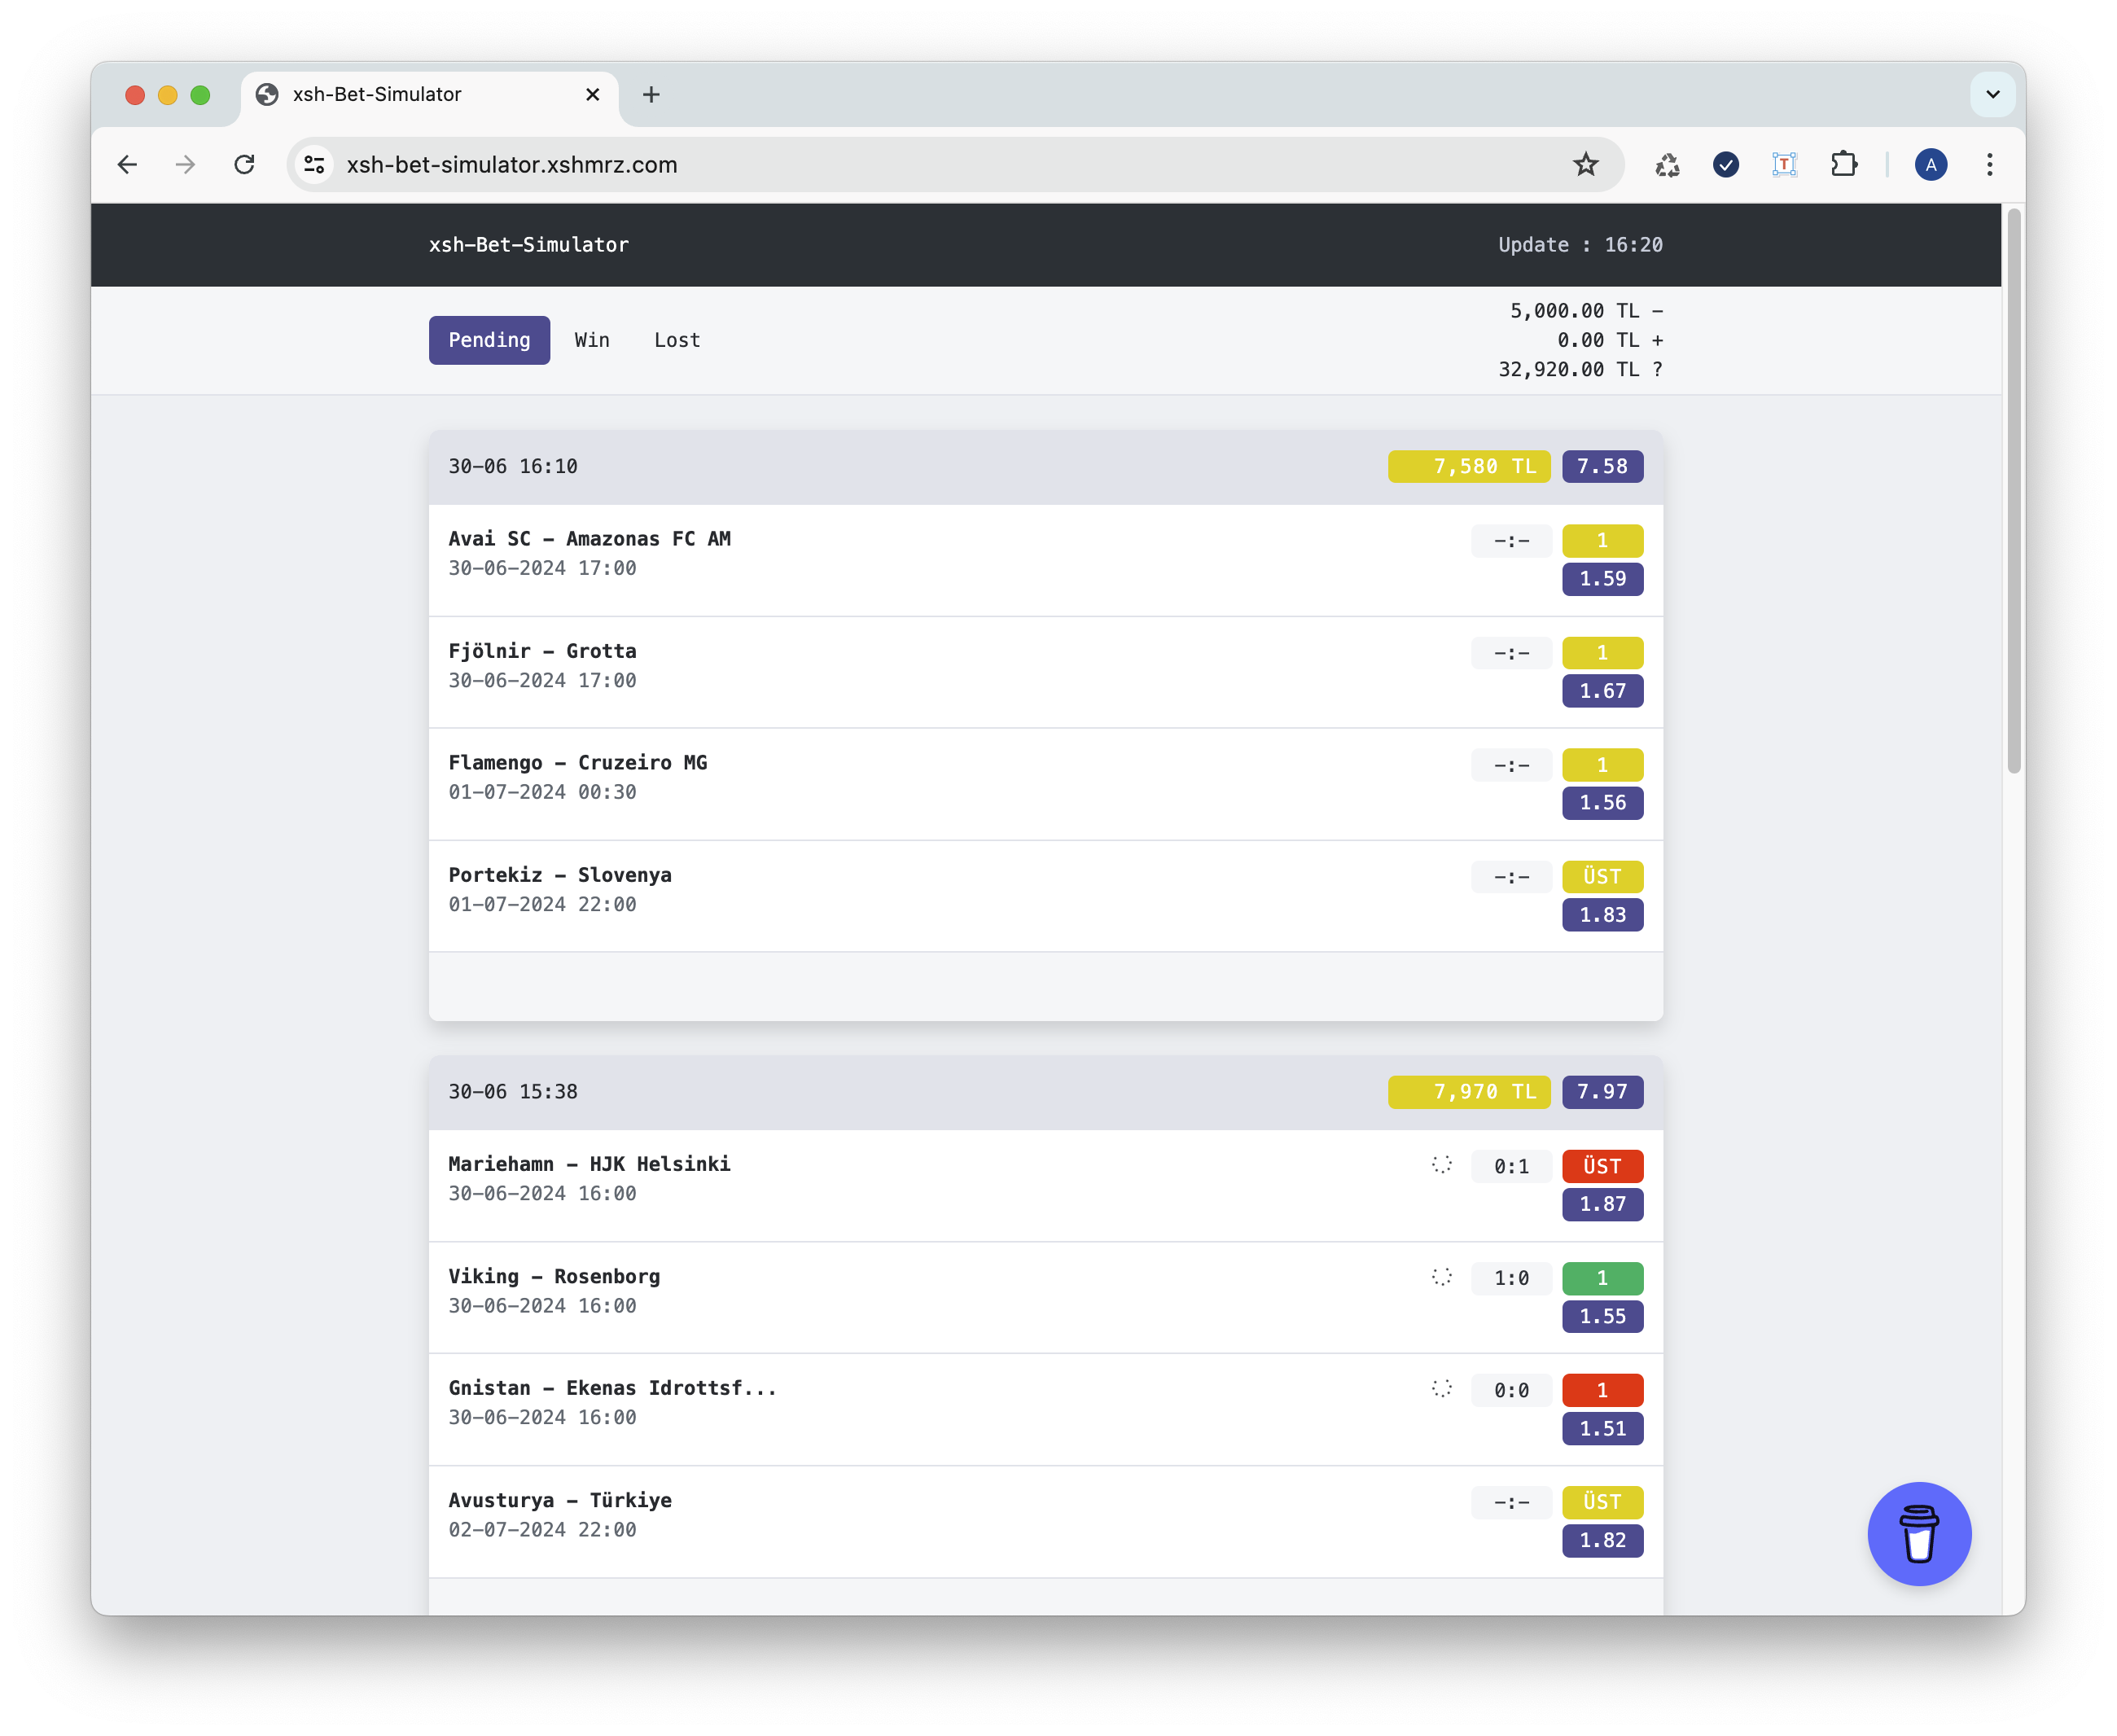 xsh-Bet-Simulator
xsh-bet-simulator.xshmrz.com
T
A
xsh-Bet-Simulator
Update : 16:20
Pending Win Lost
5,000.00 TL -
0.00 TL +
32,920.00 TL ?
30-06 16:10 7,580 TL 7.58
Avai SC - Amazonas FC AM -:- 1
30-06-2024 17:00 1.59
Fjölnir - Grotta -:- 1
30-06-2024 17:00 1.67
Flamengo - Cruzeiro MG -:- 1
01-07-2024 00:30 1.56
Portekiz - Slovenya -:- ÜST
01-07-2024 22:00 1.83
30-06 15:38 7,970 TL 7.97
Mariehamn - HJK Helsinki 0:1 ÜST
30-06-2024 16:00 1.87
Viking - Rosenborg 1:0 1
30-06-2024 16:00 1.55
Gnistan - Ekenas Idrottsf... 0:0 1
30-06-2024 16:00 1.51
Avusturya - Türkiye -:- ÜST
02-07-2024 22:00 1.82